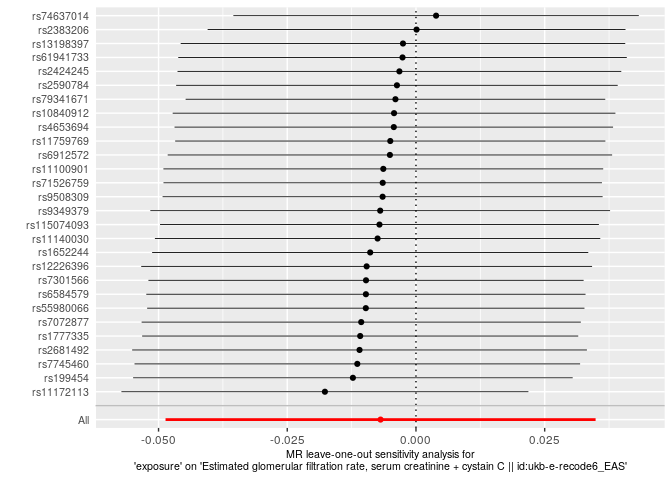 rs74637014
rs2383206
rs13198397
rs61941733
rs2424245
rs2590784
rs79341671
rs10840912
rs4653694
rs11759769
rs6912572
rs11100901
rs71526759
rs9508309
rs9349379
rs115074093
rs11140030
rs1652244
rs12226396
rs7301566
rs6584579
rs55980066
rs7072877
rs1777335
rs2681492
rs7745460
rs199454
rs11172113
All
-0.050 -0.025 0.000 0.025
MR leave-one-out sensitivity analysis for
'exposure' on 'Estimated glomerular filtration rate, serum creatinine + cystain C || id:ukb-e-recode6_EAS'